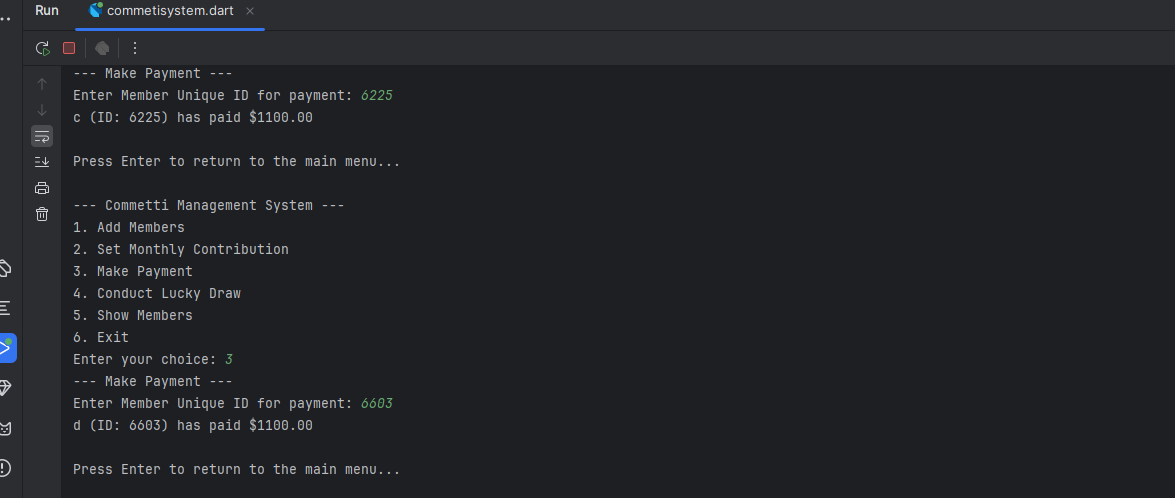 Run commetisystem.dart
--- Make Payment ---
Enter Member Unique ID for payment: 6225
c (ID: 6225) has paid $1100.00
Press Enter to return to the main menu...
--- Commetti Management System ---
1. Add Members
2. Set Monthly Contribution
3. Make Payment
4. Conduct Lucky Draw
5. Show Members
6. Exit
Enter your choice: 3
--- Make Payment ---
Enter Member Unique ID for payment: 6603
d (ID: 6603) has paid $1100.00
Press Enter to return to the main menu...